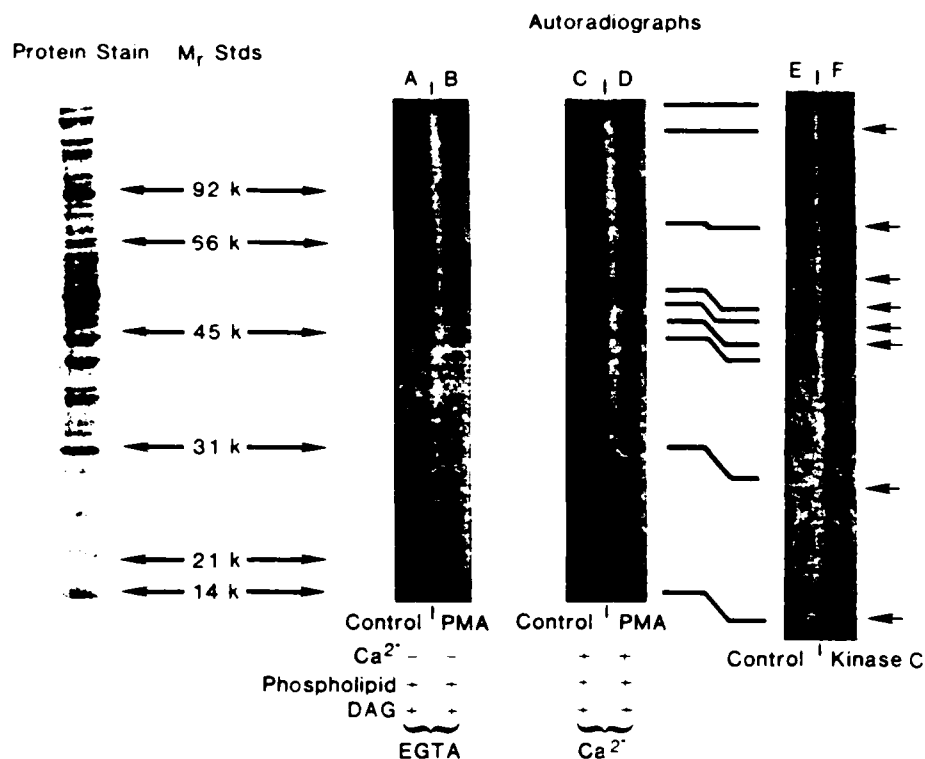 Autoradiographs
Protein Stain Mr Stds
A B C D E F
92 k
66 k
45 k
31 k
21 k
14 k
Control PMA Control PMA
Control Kinase C
Ca2+ - - + +
Phospholipid + + + +
DAG + + + +
EGTA Ca2+